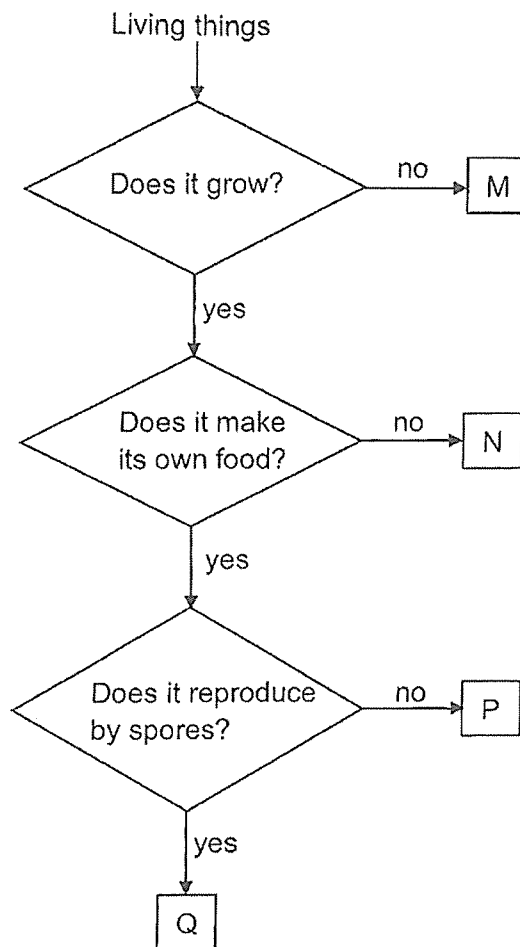 Living things
Does it grow?
no
M
yes
Does it make
its own food?
no
N
yes
Does it reproduce
by spores?
no
P
yes
Q